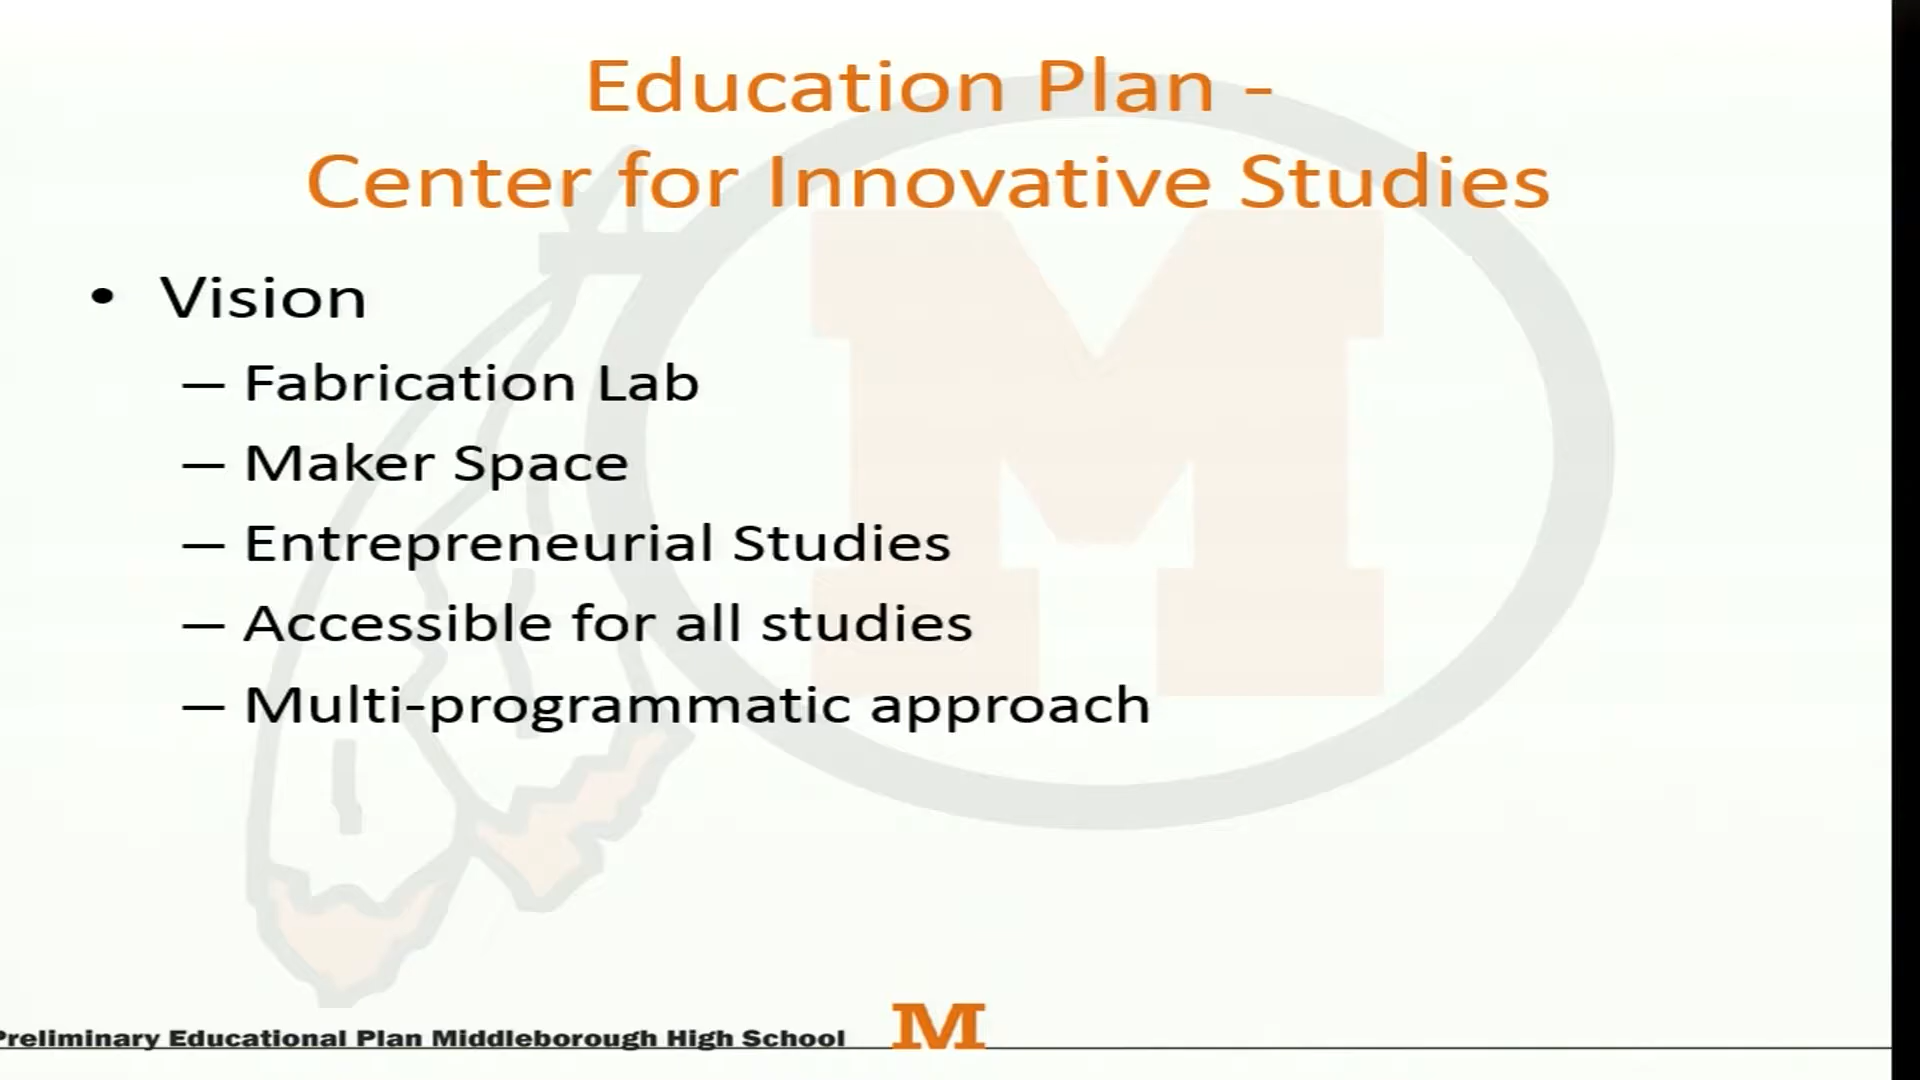 Education Plan -
Center for Innovative Studies
• Vision
– Fabrication Lab
– Maker Space
– Entrepreneurial Studies
– Accessible for all studies
– Multi-programmatic approach
Preliminary Educational Plan Middleborough High School M